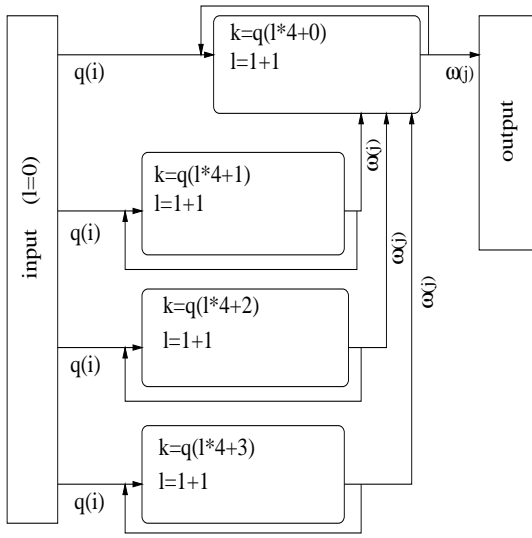 k=q(l*4+0)
l=1+1
q(i)
ω(j)
output
input (l=0)
k=q(l*4+1)
l=1+1
q(i)
ω(j)
k=q(l*4+2)
l=1+1
q(i)
ω(j)
k=q(l*4+3)
l=1+1
q(i)
ω(j)